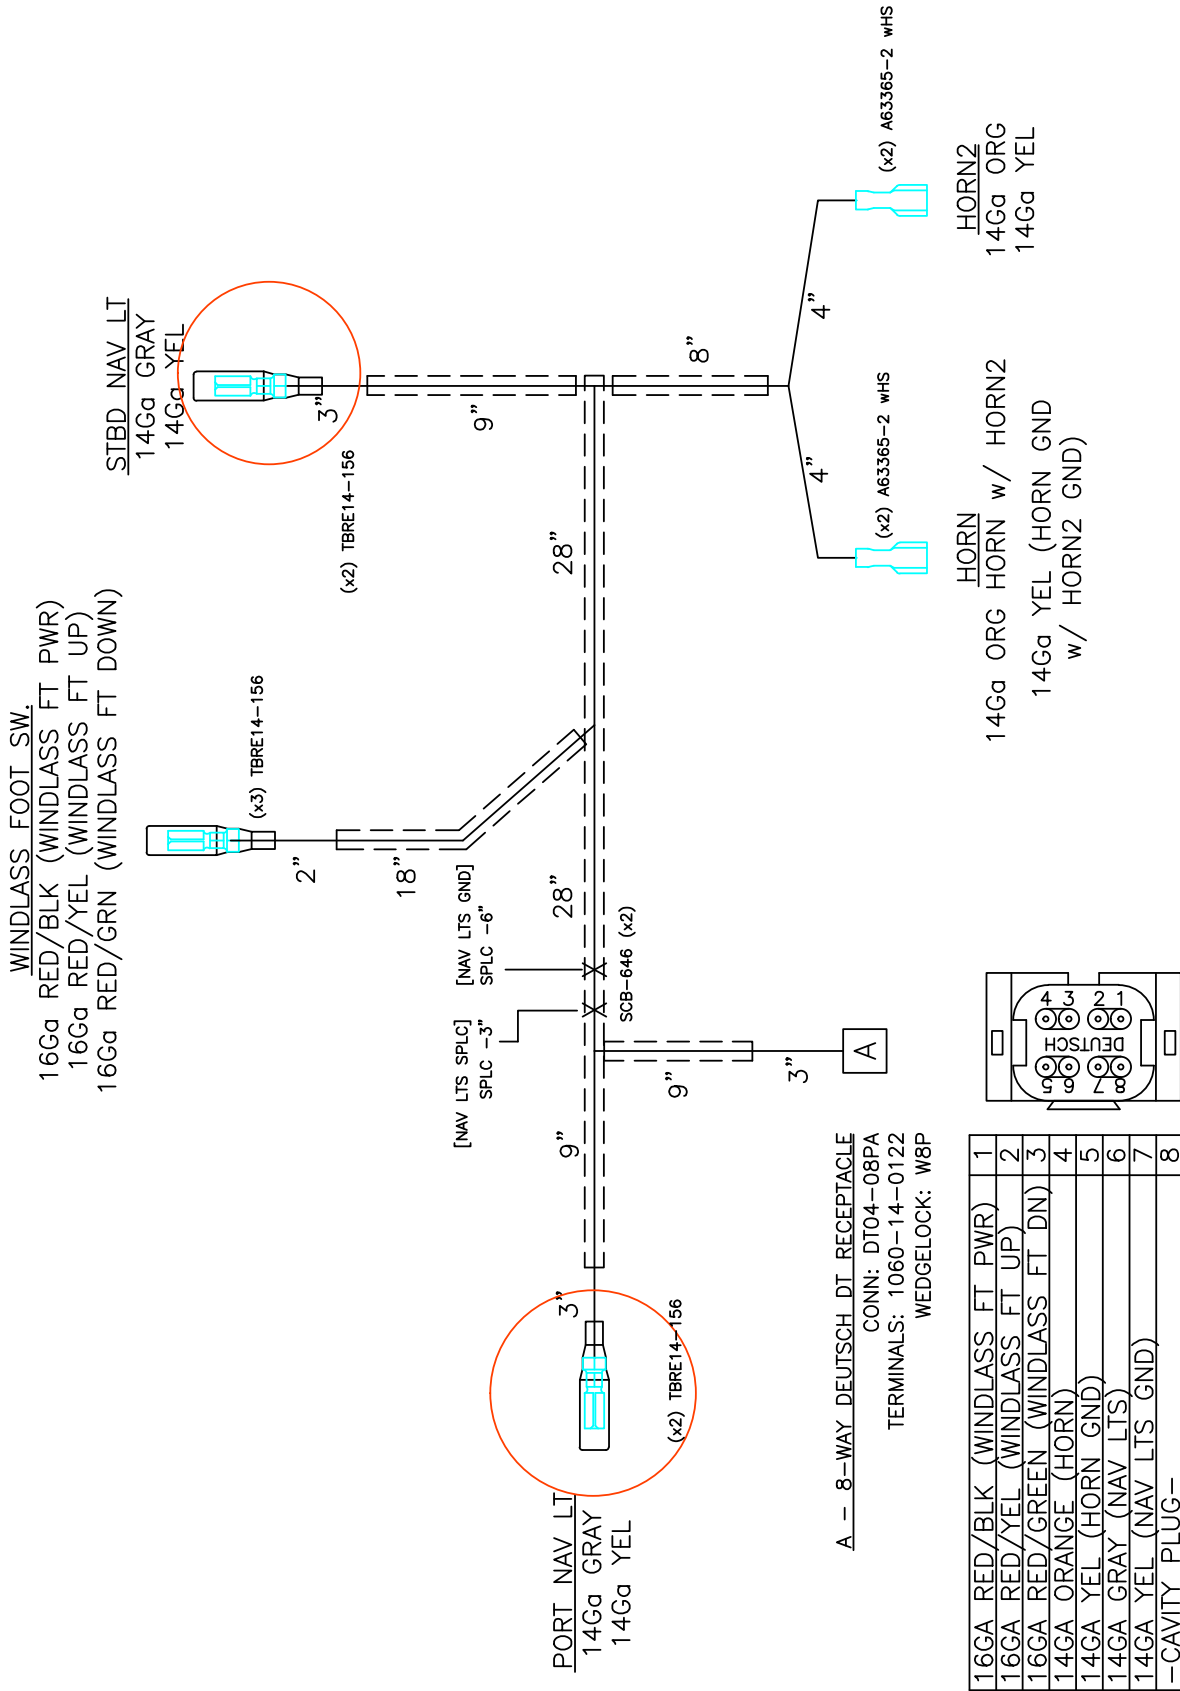 WINDLASS FOOT SW.
16Ga RED/BLK (WINDLASS FT PWR)
16Ga RED/YEL (WINDLASS FT UP)
16Ga RED/GRN (WINDLASS FT DOWN)
(x3) TBRE14-156
2"
18"
STBD NAV LT
14Ga GRAY
14Ga YEL
3"
(x2) TBRE14-156
9"
28"
8"
4"
4"
(x2) A63365-2 wHS
(x2) A63365-2 wHS
HORN2
14Ga ORG
14Ga YEL
HORN
14Ga ORG HORN w/ HORN2
14Ga YEL (HORN GND
w/ HORN2 GND)
[NAV LTS GND]
SPLC -6"
28"
[NAV LTS SPLC]
SPLC -3"
SCB-646 (x2)
9"
9"
3"
A
3"
(x2) TBRE14-156
PORT NAV LT
14Ga GRAY
14Ga YEL
A - 8-WAY DEUTSCH DT RECEPTACLE
CONN: DT04-08PA
TERMINALS: 1060-14-0122
WEDGELOCK: W8P
4 3 2 1
DEUTSCH
5 6 7 8
16GA RED/BLK (WINDLASS FT PWR) 1
16GA RED/YEL (WINDLASS FT UP) 2
16GA RED/GREEN (WINDLASS FT DN) 3
14GA ORANGE (HORN) 4
14GA YEL (HORN GND) 5
14GA GRAY (NAV LTS) 6
14GA YEL (NAV LTS GND) 7
-CAVITY PLUG- 8